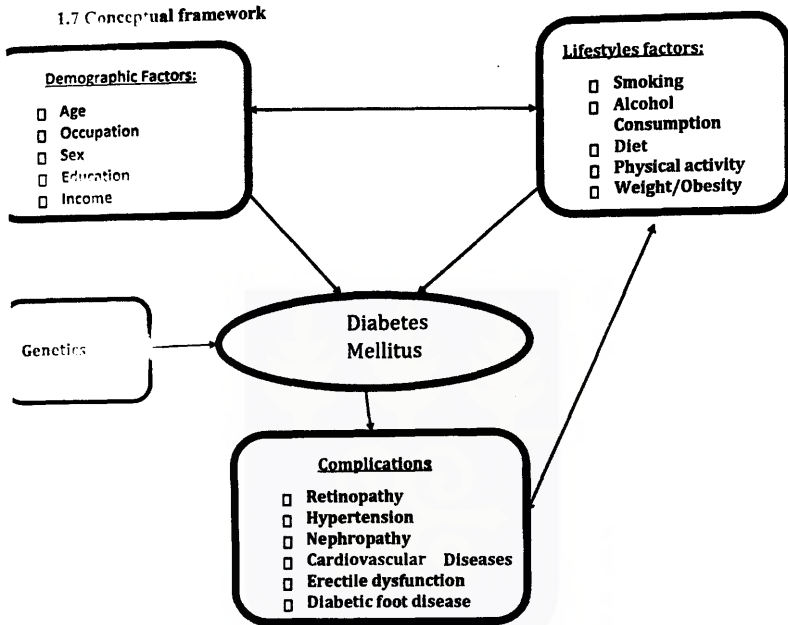 1.7 Conceptual framework
Demographic Factors:
▯ Age
▯ Occupation
▯ Sex
▯ Education
▯ Income
Lifestyles factors:
▯ Smoking
▯ Alcohol
Consumption
▯ Diet
▯ Physical activity
▯ Weight/Obesity
Genetics
Diabetes
Mellitus
Complications
▯ Retinopathy
▯ Hypertension
▯ Nephropathy
▯ Cardiovascular Diseases
▯ Erectile dysfunction
▯ Diabetic foot disease